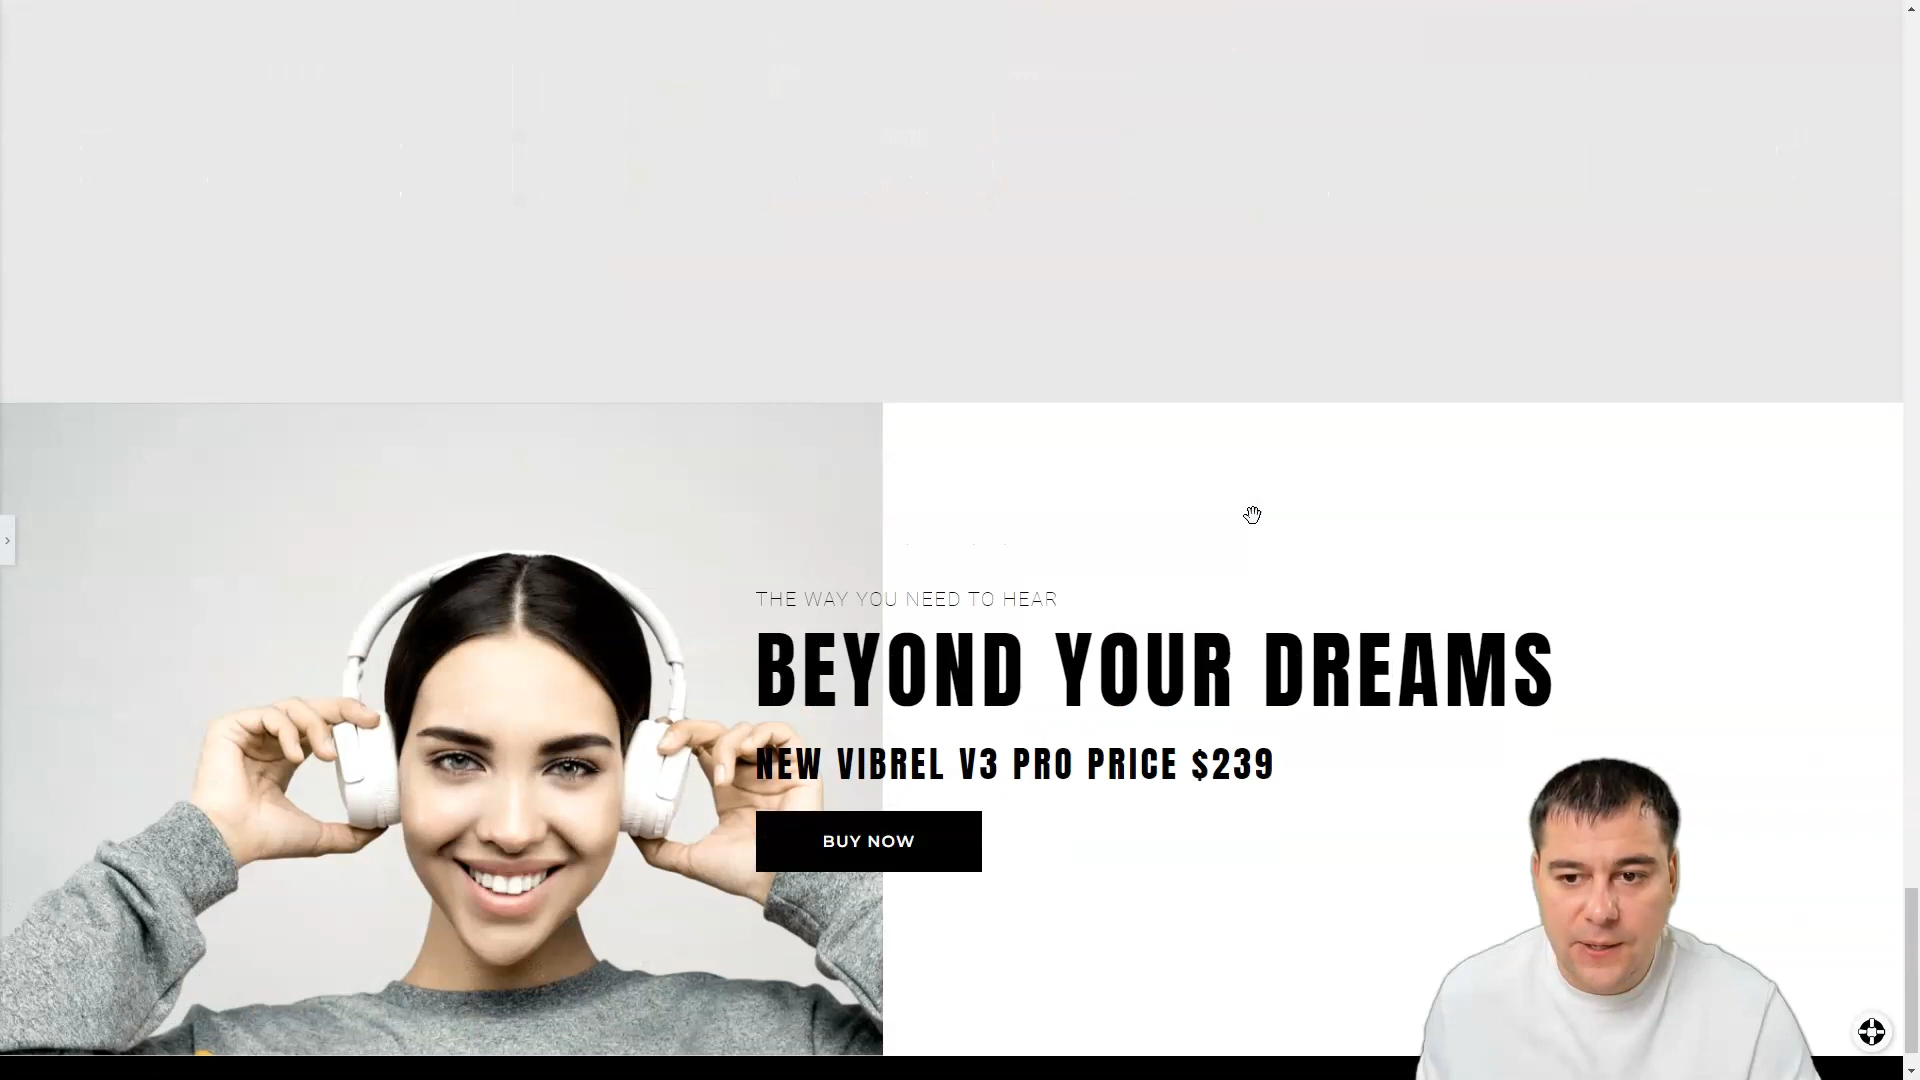 THE WAY YOU NEED TO HEAR
BEYOND YOUR DREAMS
NEW VIBREL V3 PRO PRICE $239
BUY NOW